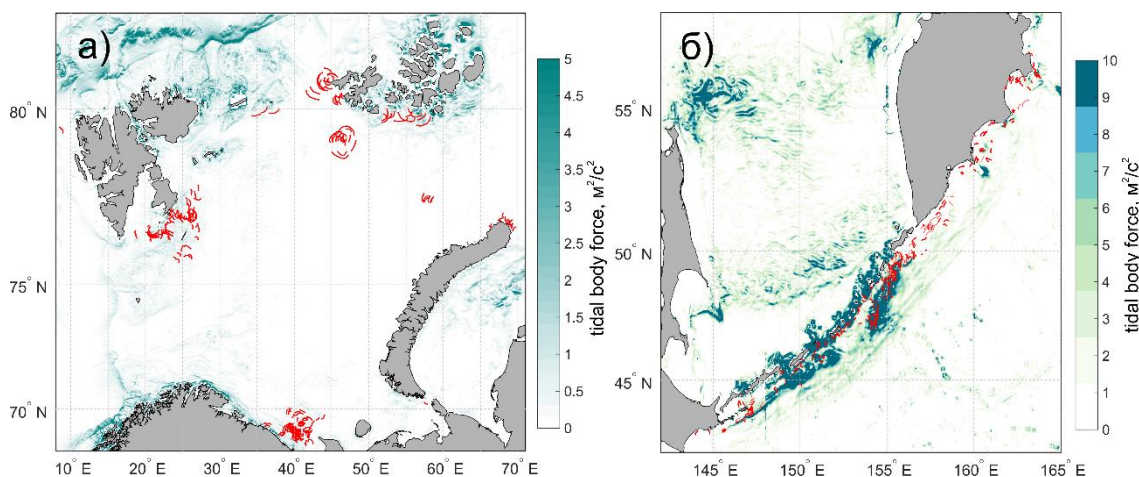 а)
80° N
75° N
70° N
10° E 20° E 30° E 40° E 50° E 60° E 70° E
5
4.5
4
3.5
3
2.5
2
1.5
1
0.5
0
tidal body force, м²/с²
б)
55° N
50° N
45° N
145° E 150° E 155° E 160° E 165° E
10
9
8
7
6
5
4
3
2
1
0
tidal body force, м²/с²